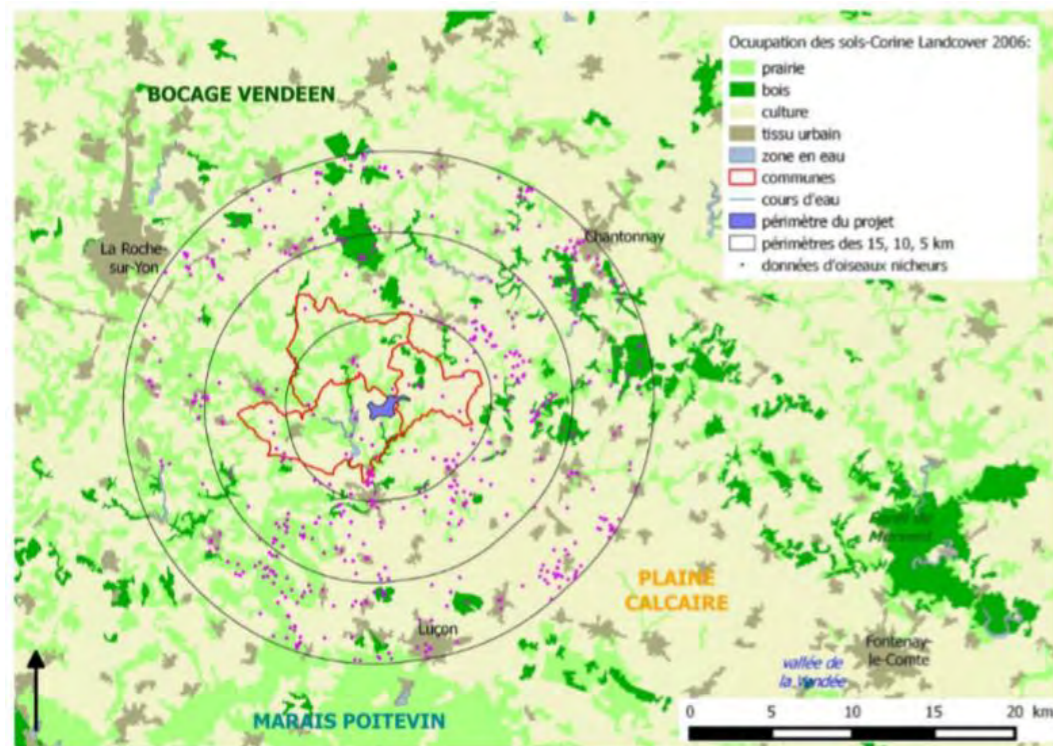 Ocuupation des sols-Corine Landcover 2006:
prairie
bois
culture
tissu urbain
zone en eau
communes
cours d'eau
périmètre du projet
périmètres des 15, 10, 5 km
données d'oiseaux nicheurs
BOCAGE VENDEEN
La Roche-
sur-Yon
Chantonnay
PLAINE
CALCAIRE
Luçon
Fontenay-
le-Comte
vallée de
la Vendée
MARAIS POITEVIN
0 5 10 15 20 km